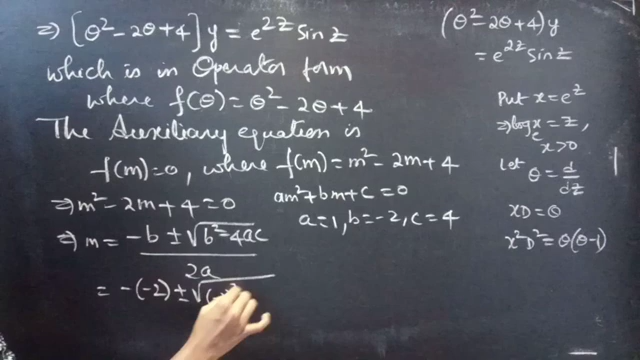 ⇒ [θ² − 2θ + 4] y = e^{2z} Sin z
which is in Operator form
where f(θ) = θ² − 2θ + 4
The Auxiliary equation is
f(m) = 0, where f(m) = m² − 2m + 4
⇒ m² − 2m + 4 = 0
am² + bm + c = 0
a = 1, b = −2, c = 4
⇒ m = (−b ± √(b² − 4ac)) / 2a
= −(−2) ± √(
(θ² − 2θ + 4) y
= e^{2z} Sin z
Put x = e^z
⇒ log_e x = z,
x > 0
Let θ = d/dz
xD = θ
x²D² = θ(θ−1)